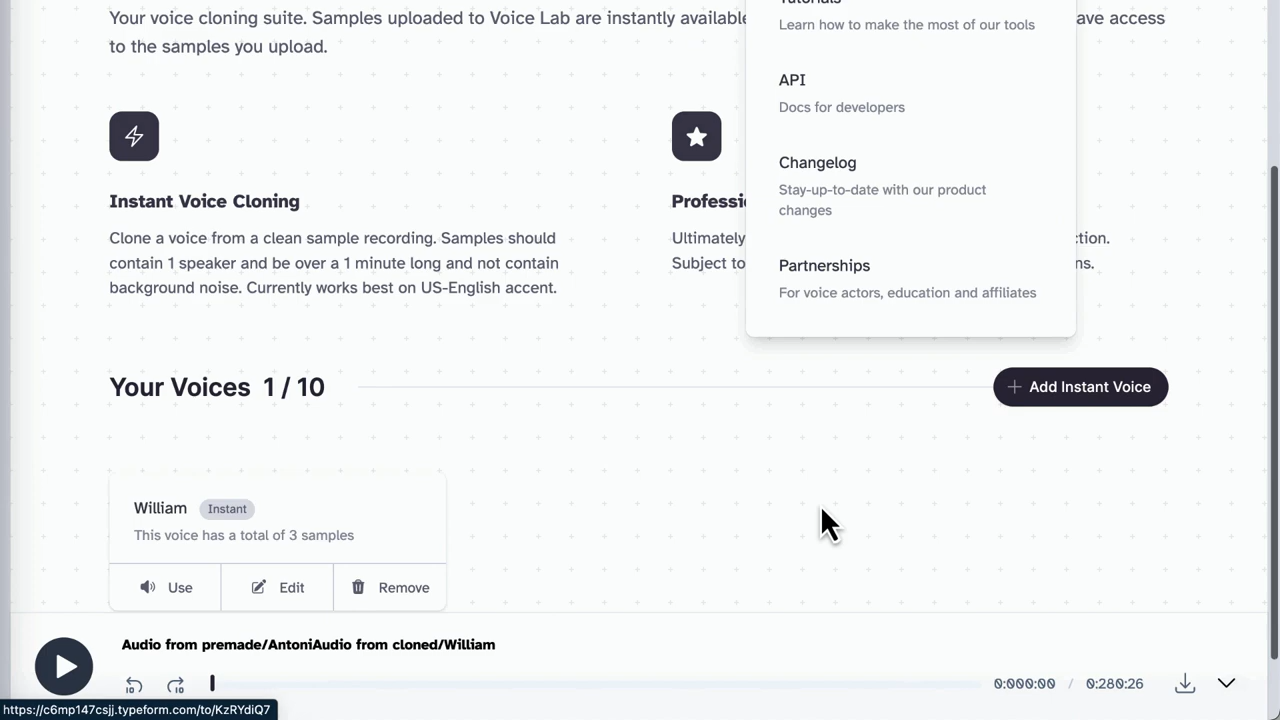 Your voice cloning suite. Samples uploaded to Voice Lab are instantly available
ave access
to the samples you upload.
Tutorials
Learn how to make the most of our tools
API
Docs for developers
Changelog
Stay-up-to-date with our product
changes
Partnerships
For voice actors, education and affiliates
Instant Voice Cloning
Clone a voice from a clean sample recording. Samples should
contain 1 speaker and be over a 1 minute long and not contain
background noise. Currently works best on US-English accent.
Professi
Ultimately
ction.
Subject to
ns.
Your Voices 1 / 10
+ Add Instant Voice
William Instant
This voice has a total of 3 samples
Use Edit Remove
Audio from premade/AntoniAudio from cloned/William
10 10 0:000:00 / 0:280:26
https://c6mp147csjj.typeform.com/to/KzRYdiQ7